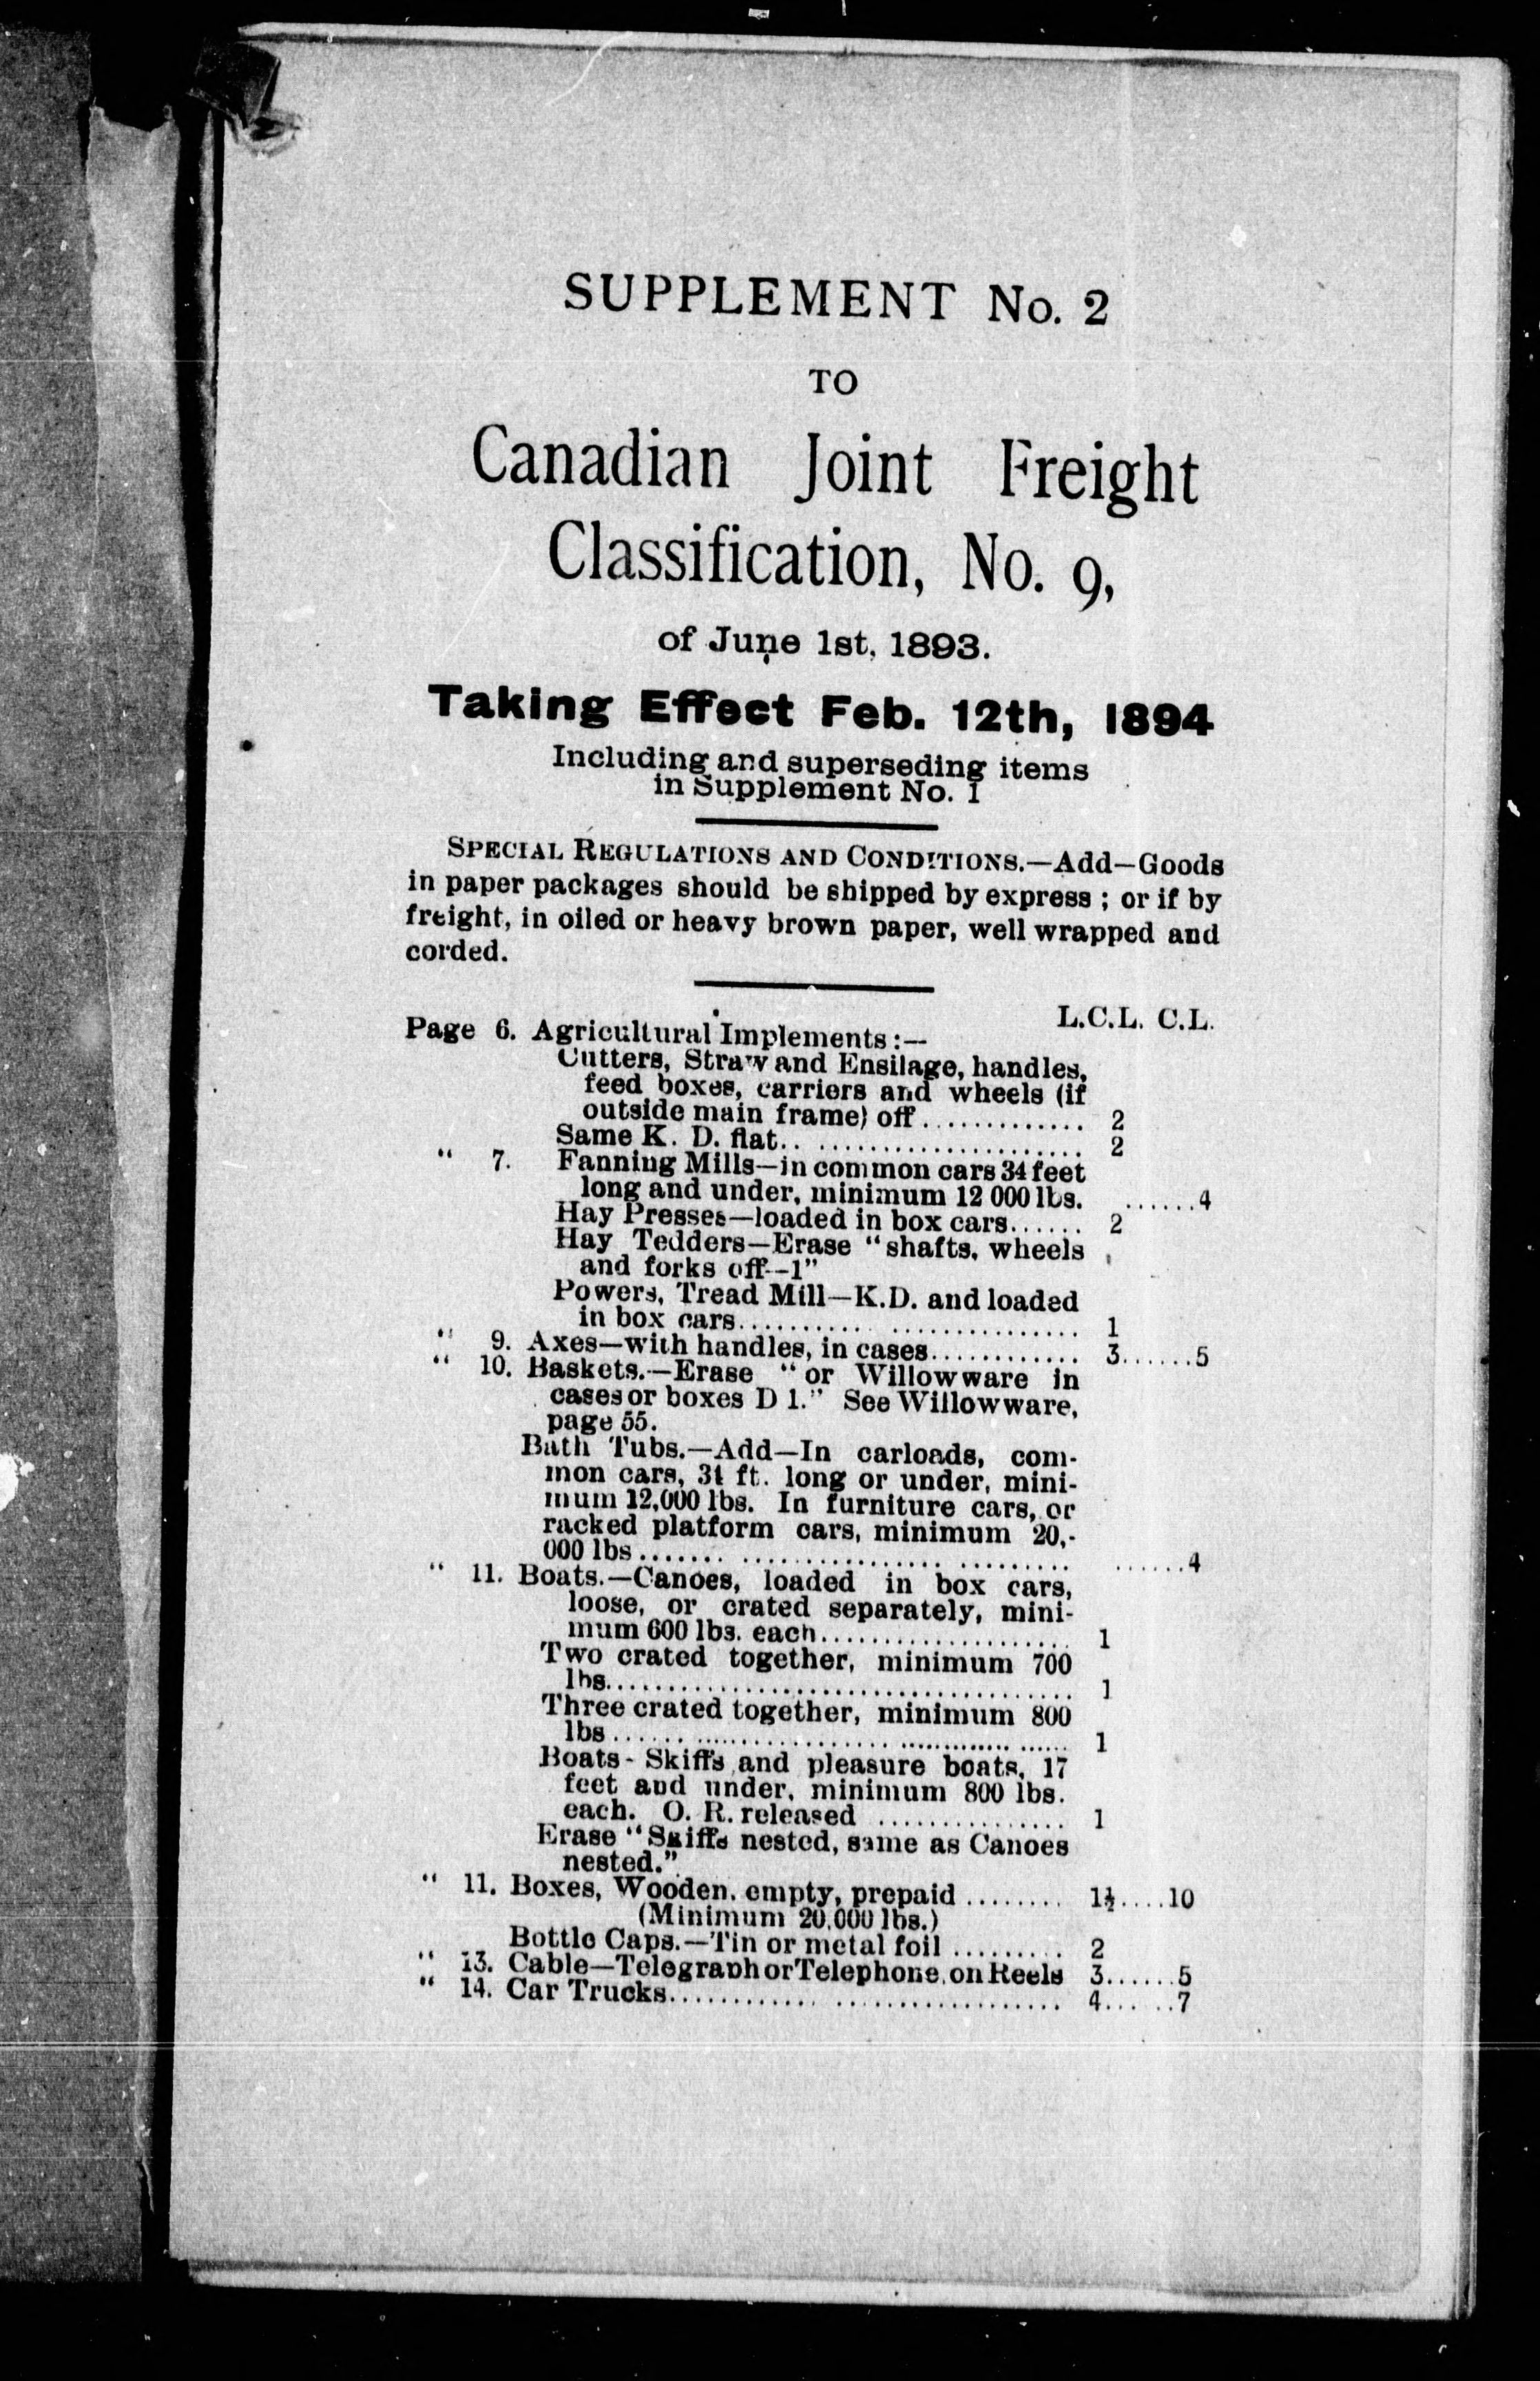 SUPPLEMENT No. 2
TO
Canadian Joint Freight
Classification, No. 9,
of June 1st, 1893.
Taking Effect Feb. 12th, 1894
Including and superseding items
in Supplement No. 1
SPECIAL REGULATIONS AND CONDITIONS.—Add—Goods
in paper packages should be shipped by express ; or if by
freight, in oiled or heavy brown paper, well wrapped and
corded.
L.C.L. C.L.
Page 6. Agricultural Implements :—
Cutters, Straw and Ensilage, handles,
feed boxes, carriers and wheels (if
outside main frame) off ............. 2
Same K. D. flat.. ..................... 2
“ 7. Fanning Mills—in common cars 34 feet
long and under, minimum 12 000 lbs. ......4
Hay Presses—loaded in box cars...... 2
Hay Tedders—Erase “shafts, wheels
and forks off--1”
Powers, Tread Mill—K.D. and loaded
in box cars........... ................ 1
“ 9. Axes—with handles, in cases............ 3......5
“ 10. Baskets.—Erase “or Willowware in
cases or boxes D 1.” See Willowware,
page 55.
Bath Tubs.—Add—In carloads, com-
mon cars, 34 ft. long or under, mini-
mum 12,000 lbs. In furniture cars, or
racked platform cars, minimum 20,-
000 lbs ....... ................ .......... ......4
“ 11. Boats.—Canoes, loaded in box cars,
loose, or crated separately, mini-
mum 600 lbs. each.................... 1
Two crated together, minimum 700
lbs..................................... 1
Three crated together, minimum 800
lbs ...... ............................ ...... 1
Boats- Skiffs and pleasure boats, 17
feet and under, minimum 800 lbs.
each. O. R. released ............... 1
Erase “Skiffs nested, same as Canoes
nested.”
“ 11. Boxes, Wooden, empty, prepaid ........ 1½....10
(Minimum 20,000 lbs.)
Bottle Caps.—Tin or metal foil ......... 2
“ 13. Cable—Telegraph or Telephone, on Reels 3......5
“ 14. Car Trucks............ .................. 4... ..7